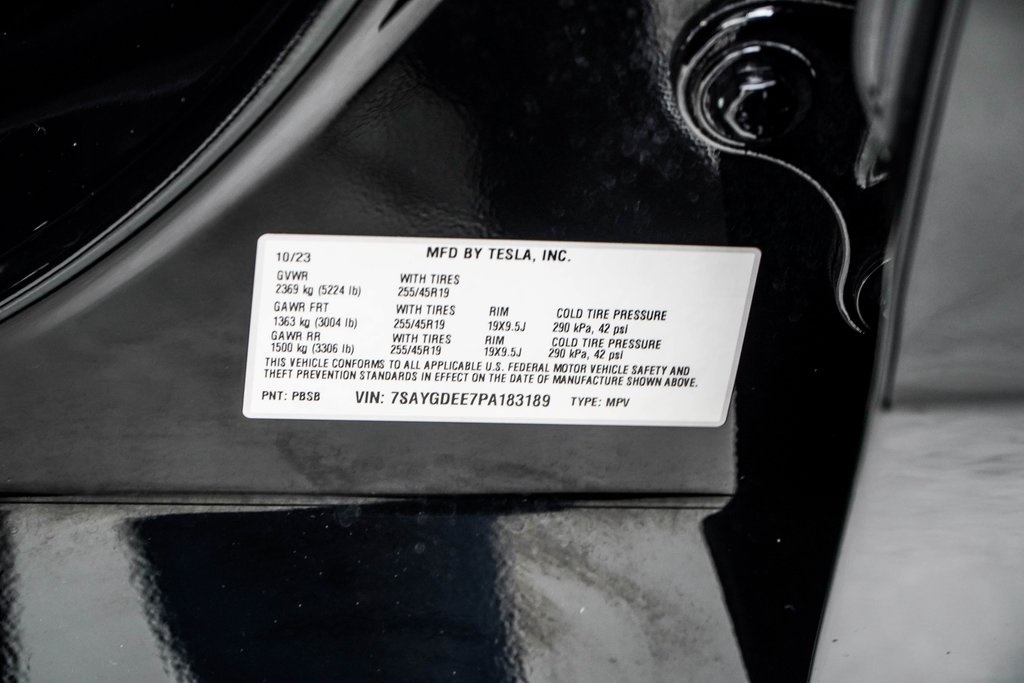 10/23 MFD BY TESLA, INC.
GVWR WITH TIRES
2369 kg (5224 lb) 255/45R19
GAWR FRT WITH TIRES RIM COLD TIRE PRESSURE
1363 kg (3004 lb) 255/45R19 19X9.5J 290 kPa, 42 psi
GAWR RR WITH TIRES RIM COLD TIRE PRESSURE
1500 kg (3306 lb) 255/45R19 19X9.5J 290 kPa, 42 psi
THIS VEHICLE CONFORMS TO ALL APPLICABLE U.S. FEDERAL MOTOR VEHICLE SAFETY AND
THEFT PREVENTION STANDARDS IN EFFECT ON THE DATE OF MANUFACTURE SHOWN ABOVE.
PNT: PBSB VIN: 7SAYGDEE7PA183189 TYPE: MPV